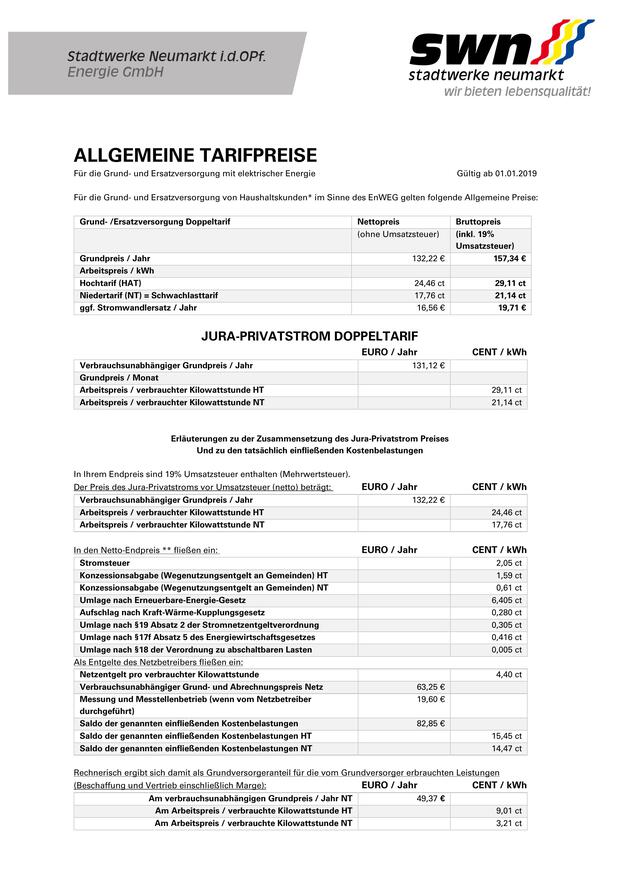 Stadtwerke Neumarkt i.d.OPf.
Energie GmbH
swn
stadtwerke neumarkt
wir bieten lebensqualität!
ALLGEMEINE TARIFPREISE
Für die Grund- und Ersatzversorgung mit elektrischer Energie Gültig ab 01.01.2019
Für die Grund- und Ersatzversorgung von Haushaltskunden* im Sinne des EnWEG gelten folgende Allgemeine Preise:
Grund- /Ersatzversorgung Doppeltarif Nettopreis Bruttopreis
(ohne Umsatzsteuer) (inkl. 19%
Umsatzsteuer)
Grundpreis / Jahr 132,22 € 157,34 €
Arbeitspreis / kWh
Hochtarif (HAT) 24,46 ct 29,11 ct
Niedertarif (NT) = Schwachlasttarif 17,76 ct 21,14 ct
ggf. Stromwandlersatz / Jahr 16,56 € 19,71 €
JURA-PRIVATSTROM DOPPELTARIF
EURO / Jahr CENT / kWh
Verbrauchsunabhängiger Grundpreis / Jahr 131,12 €
Grundpreis / Monat
Arbeitspreis / verbrauchter Kilowattstunde HT 29,11 ct
Arbeitspreis / verbrauchter Kilowattstunde NT 21,14 ct
Erläuterungen zu der Zusammensetzung des Jura-Privatstrom Preises
Und zu den tatsächlich einfließenden Kostenbelastungen
In Ihrem Endpreis sind 19% Umsatzsteuer enthalten (Mehrwertsteuer).
Der Preis des Jura-Privatstroms vor Umsatzsteuer (netto) beträgt: EURO / Jahr CENT / kWh
Verbrauchsunabhängiger Grundpreis / Jahr 132,22 €
Arbeitspreis / verbrauchter Kilowattstunde HT 24,46 ct
Arbeitspreis / verbrauchter Kilowattstunde NT 17,76 ct
In den Netto-Endpreis ** fließen ein: EURO / Jahr CENT / kWh
Stromsteuer 2,05 ct
Konzessionsabgabe (Wegenutzungsentgelt an Gemeinden) HT 1,59 ct
Konzessionsabgabe (Wegenutzungsentgelt an Gemeinden) NT 0,61 ct
Umlage nach Erneuerbare-Energie-Gesetz 6,405 ct
Aufschlag nach Kraft-Wärme-Kupplungsgesetz 0,280 ct
Umlage nach §19 Absatz 2 der Stromnetzentgeltverordnung 0,305 ct
Umlage nach §17f Absatz 5 des Energiewirtschaftsgesetzes 0,416 ct
Umlage nach §18 der Verordnung zu abschaltbaren Lasten 0,005 ct
Als Entgelte des Netzbetreibers fließen ein:
Netzentgelt pro verbrauchter Kilowattstunde 4,40 ct
Verbrauchsunabhängiger Grund- und Abrechnungspreis Netz 63,25 €
Messung und Messtellenbetrieb (wenn vom Netzbetreiber 19,60 €
durchgeführt)
Saldo der genannten einfließenden Kostenbelastungen 82,85 €
Saldo der genannten einfließenden Kostenbelastungen HT 15,45 ct
Saldo der genannten einfließenden Kostenbelastungen NT 14,47 ct
Rechnerisch ergibt sich damit als Grundversorgeranteil für die vom Grundversorger erbrauchten Leistungen
(Beschaffung und Vertrieb einschließlich Marge): EURO / Jahr CENT / kWh
Am verbrauchsunabhängigen Grundpreis / Jahr NT 49,37 €
Am Arbeitspreis / verbrauchte Kilowattstunde HT 9,01 ct
Am Arbeitspreis / verbrauchte Kilowattstunde NT 3,21 ct